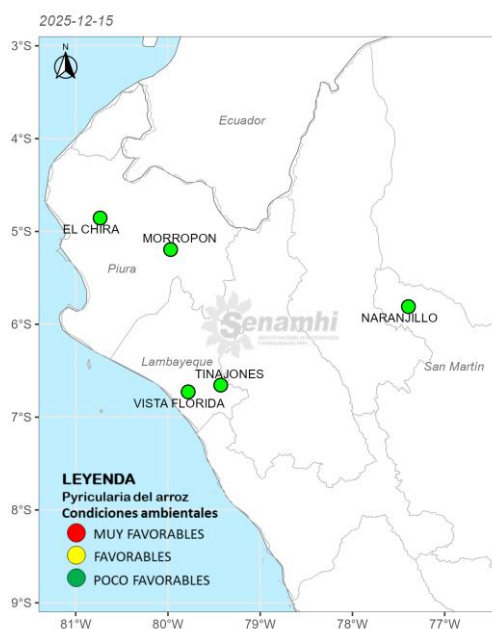 2025-12-15
3°S
N
Ecuador
4°S
EL CHIRA
5°S
MORROPON
Piura
NARANJILLO
6°S
Senamhi
Lambayeque
TINAJONES
San Martín
VISTA FLORIDA
7°S
LEYENDA
Pyricularia del arroz
Condiciones ambientales
MUY FAVORABLES
FAVORABLES
POCO FAVORABLES
8°S
9°S
81°W 80°W 79°W 78°W 77°W